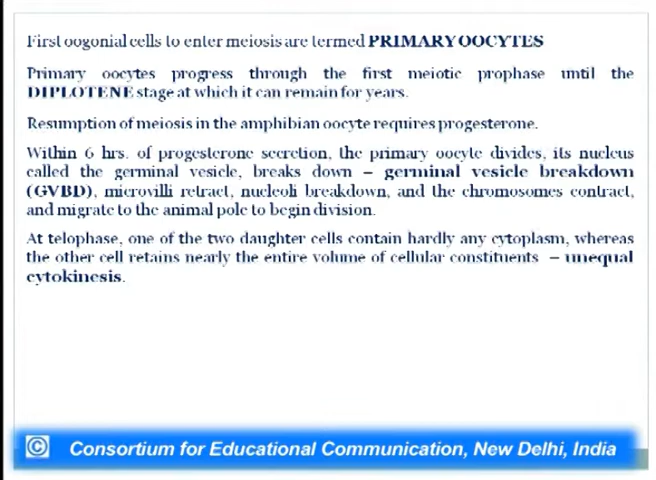 First oogonial cells to enter meiosis are termed PRIMARY OOCYTES
Primary oocytes progress through the first meiotic prophase until the
DIPLOTENE stage at which it can remain for years.
Resumption of meiosis in the amphibian oocyte requires progesterone.
Within 6 hrs. of progesterone secretion, the primary oocyte divides, its nucleus
called the germinal vesicle, breaks down – germinal vesicle breakdown
(GVBD), microvilli retract, nucleoli breakdown, and the chromosomes contract,
and migrate to the animal pole to begin division.
At telophase, one of the two daughter cells contain hardly any cytoplasm, whereas
the other cell retains nearly the entire volume of cellular constituents – unequal
cytokinesis.
© Consortium for Educational Communication, New Delhi, India